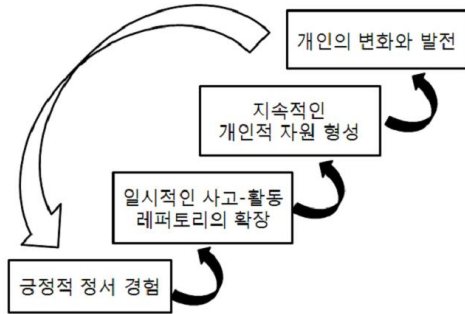 개인의 변화와 발전
지속적인
개인적 자원 형성
일시적인 사고-활동
레퍼토리의 확장
긍정적 정서 경험